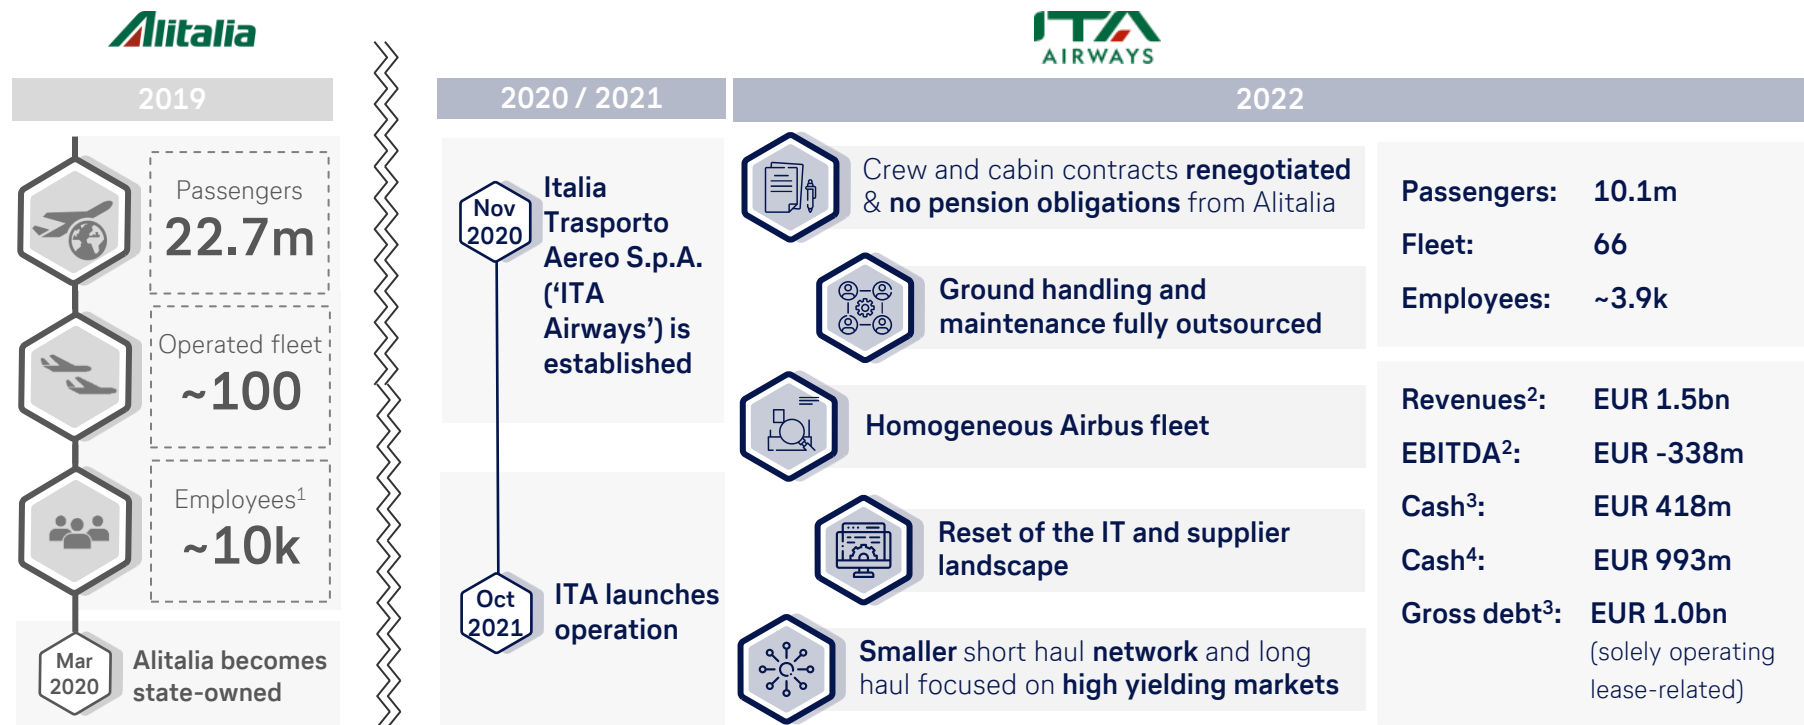 Alitalia
2019
Passengers
22.7m
Operated fleet
~100
Employees¹
~10k
Mar
2020
Alitalia becomes
state-owned
ITA
AIRWAYS
2020 / 2021
Nov
2020
Italia
Trasporto
Aereo S.p.A.
(‘ITA
Airways’) is
established
Oct
2021
ITA launches
operation
2022
Crew and cabin contracts renegotiated
& no pension obligations from Alitalia
Ground handling and
maintenance fully outsourced
Homogeneous Airbus fleet
Reset of the IT and supplier
landscape
Smaller short haul network and long
haul focused on high yielding markets
Passengers: 10.1m
Fleet: 66
Employees: ~3.9k
Revenues²: EUR 1.5bn
EBITDA²: EUR -338m
Cash³: EUR 418m
Cash⁴: EUR 993m
Gross debt³: EUR 1.0bn
(solely operating
lease-related)